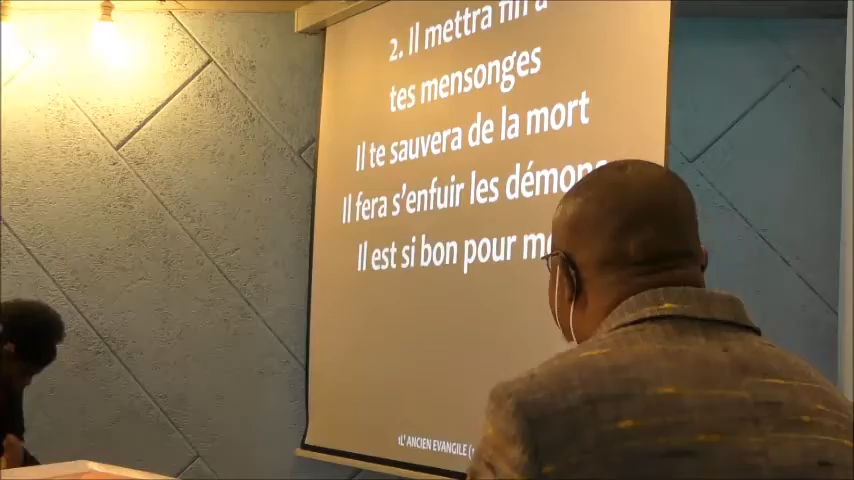 2. Il mettra fin à
tes mensonges
Il te sauvera de la mort
Il fera s'enfuir les démons
Il est si bon pour
1L' ANCIEN EVANGILE